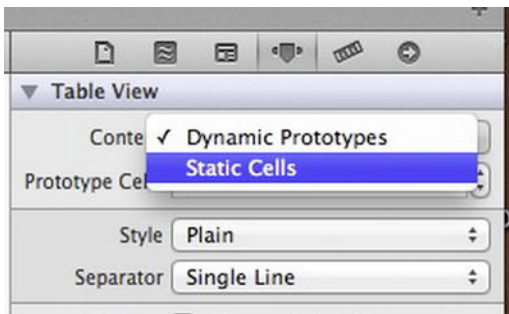 Table View
Conte ✓ Dynamic Prototypes
Static Cells
Prototype Cel
Style Plain
Separator Single Line